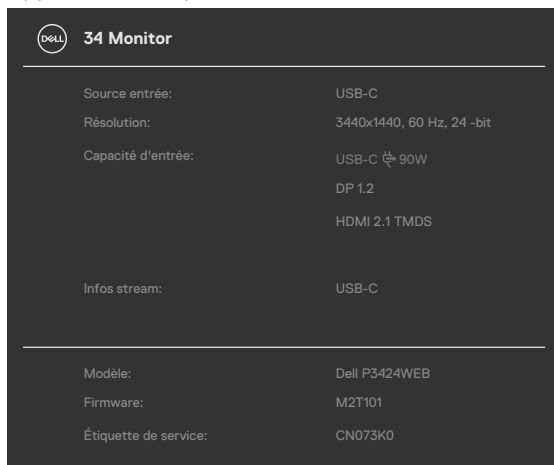 DELL 34 Monitor
Source entrée: USB-C
Résolution: 3440x1440, 60 Hz, 24 -bit
Capacité d'entrée: USB-C 90W
DP 1.2
HDMI 2.1 TMDS
Infos stream: USB-C
Modèle: Dell P3424WEB
Firmware: M2T101
Étiquette de service: CN073K0